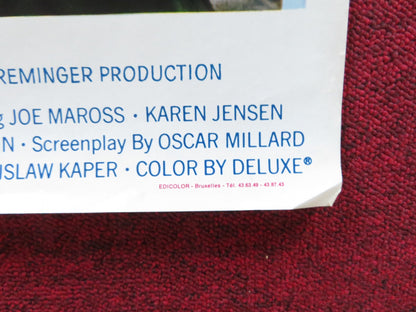 REMINGER PRODUCTION
g JOE MAROSS · KAREN JENSEN
N · Screenplay By OSCAR MILLARD
USLAW KAPER · COLOR BY DELUXE®
EDICOLOR - Bruxelles - Tél. 43.63.49 - 43.87.43